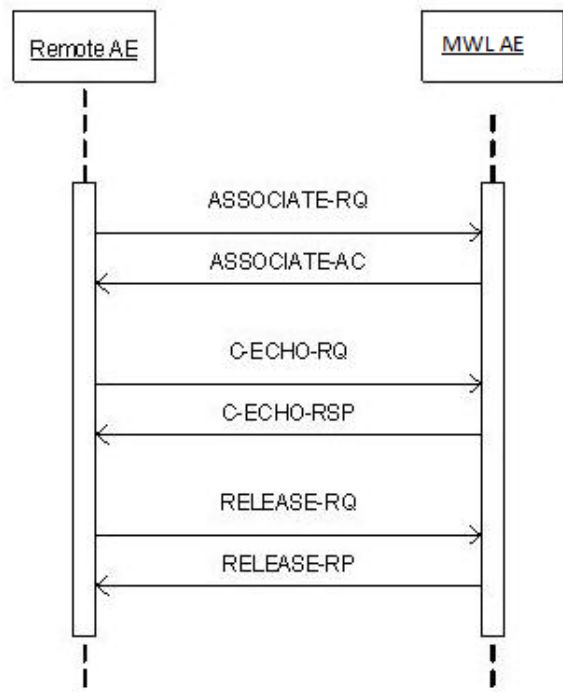 Remote AE
MWL AE
ASSOCIATE-RQ
ASSOCIATE-AC
C-ECHO-RQ
C-ECHO-RSP
RELEASE-RQ
RELEASE-RP